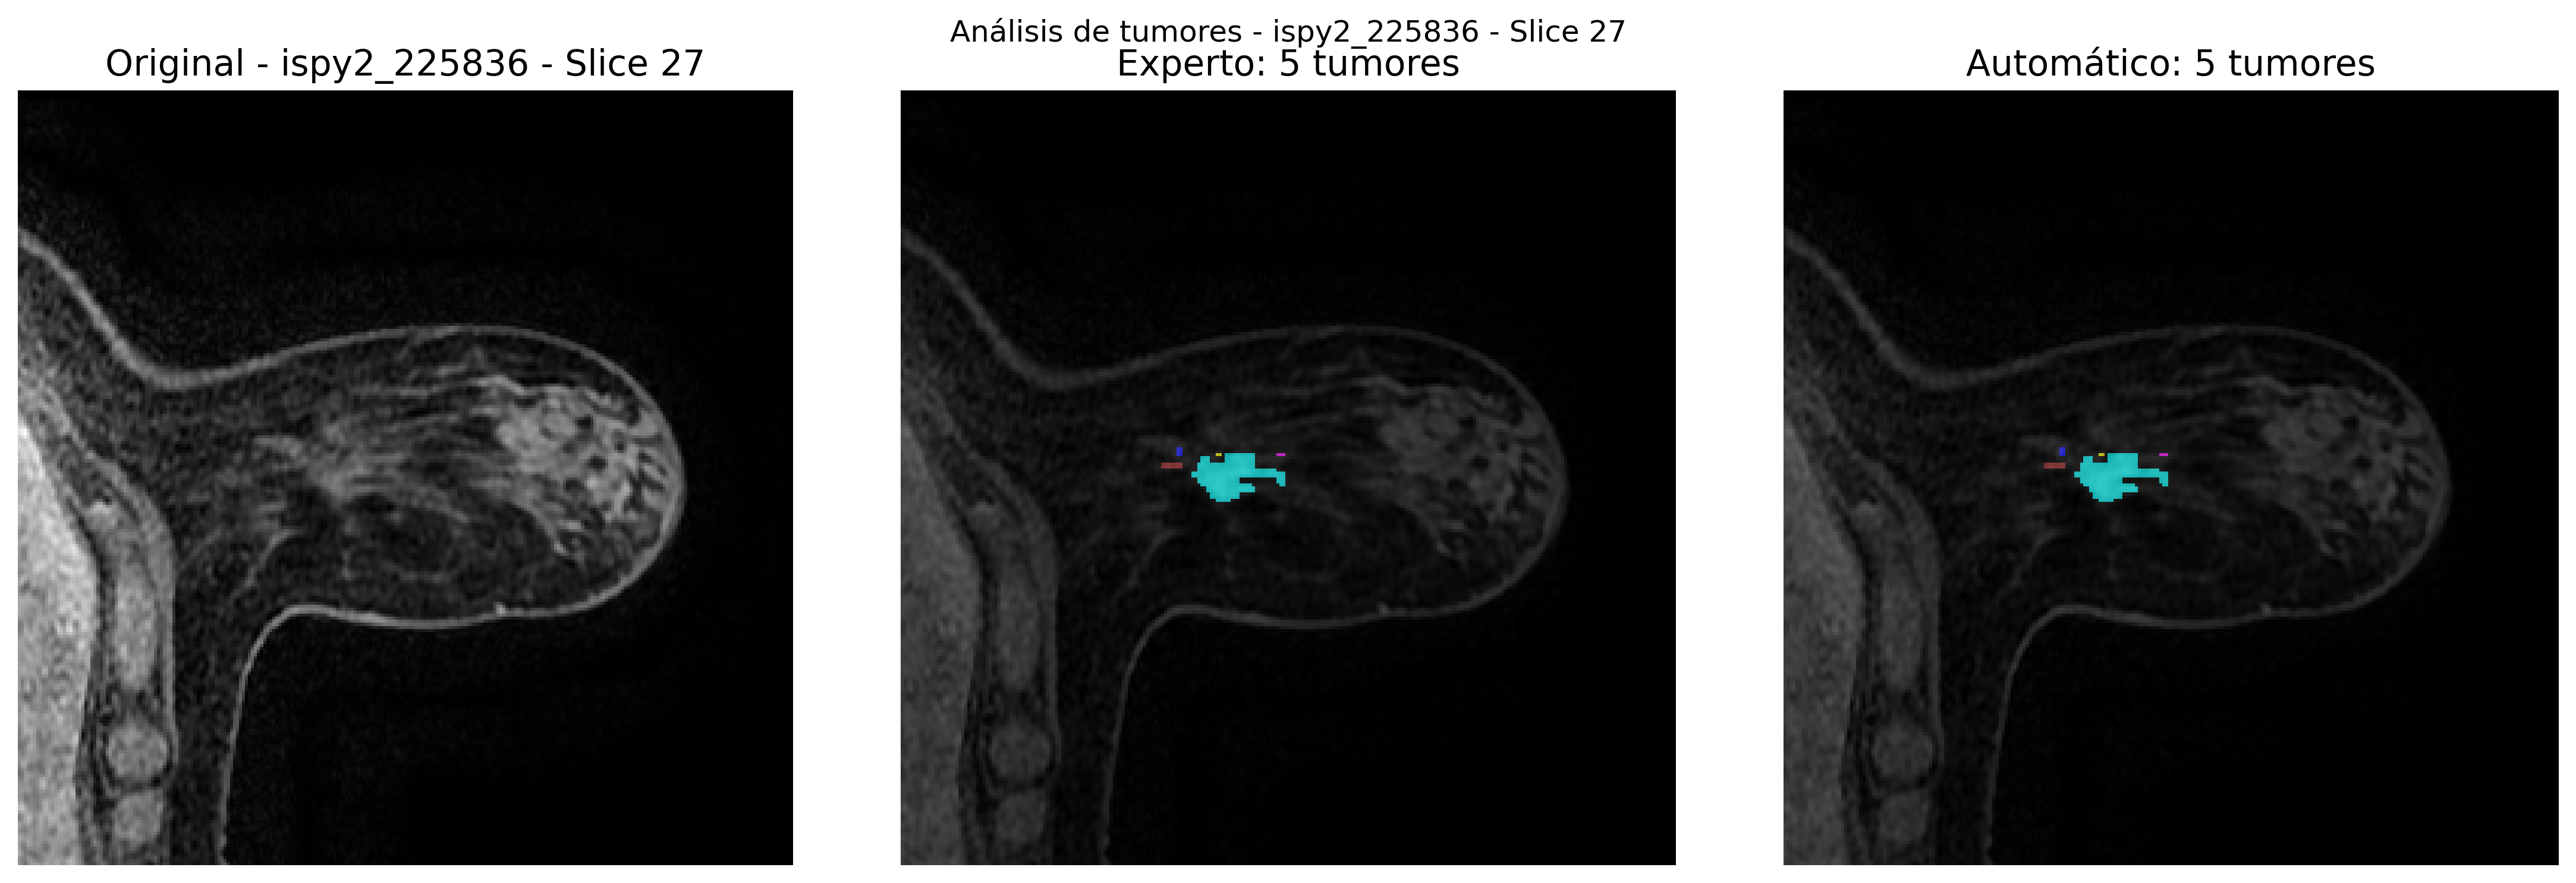 Análisis de tumores - ispy2_225836 - Slice 27
Original - ispy2_225836 - Slice 27
Experto: 5 tumores
Automático: 5 tumores